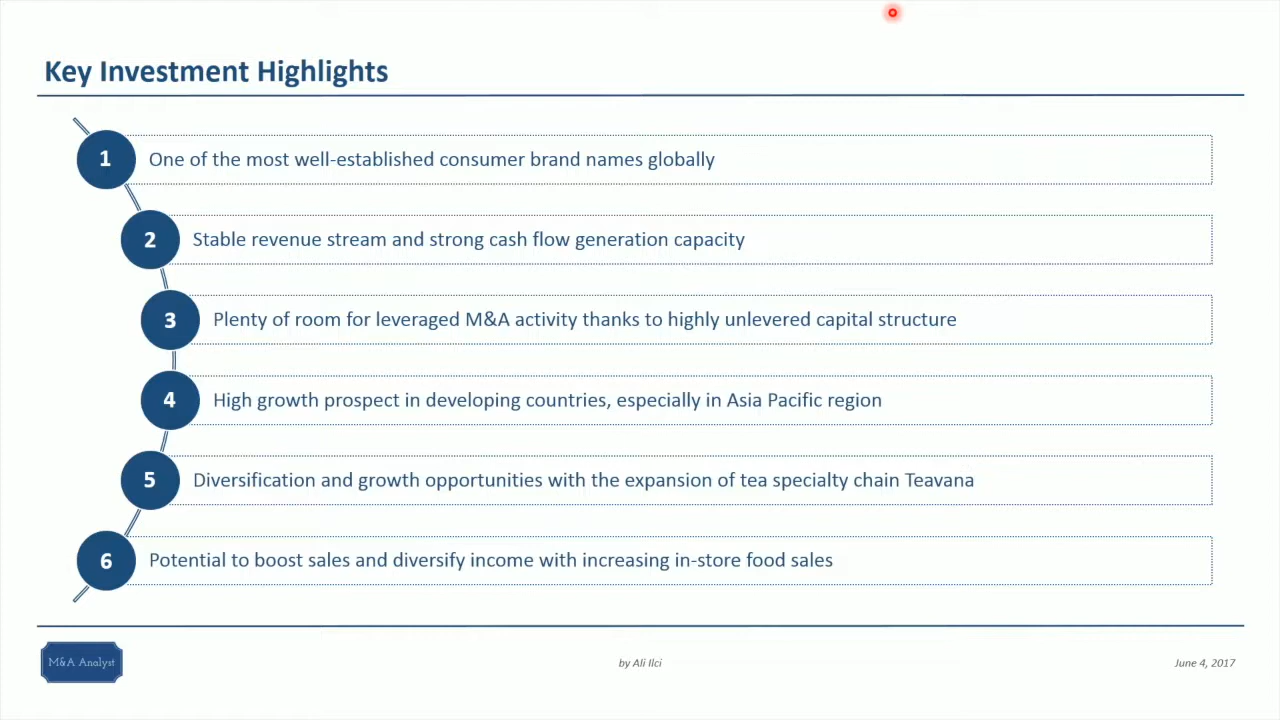 Key Investment Highlights
1 One of the most well-established consumer brand names globally
2 Stable revenue stream and strong cash flow generation capacity
3 Plenty of room for leveraged M&A activity thanks to highly unlevered capital structure
4 High growth prospect in developing countries, especially in Asia Pacific region
5 Diversification and growth opportunities with the expansion of tea specialty chain Teavana
6 Potential to boost sales and diversify income with increasing in-store food sales
M&A Analyst by Ali Ilci June 4, 2017